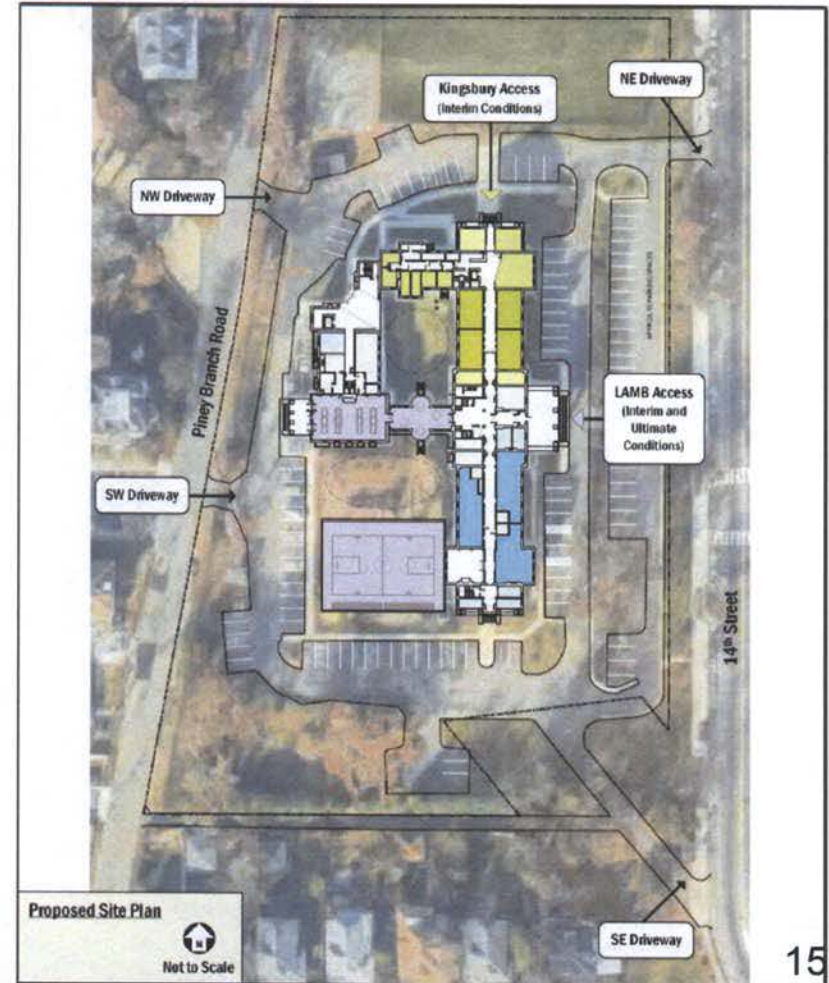 Kingsbury Access
(Interim Conditions)
NE Driveway
NW Driveway
Piney Branch Road
LAMB Access
(Interim and
Ultimate
Conditions)
SW Driveway
14th Street
Proposed Site Plan
N
Not to Scale
SE Driveway
15